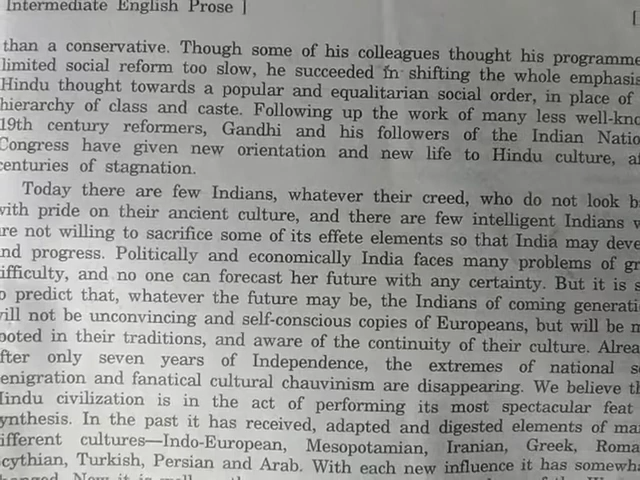 Intermediate English Prose ] [
than a conservative. Though some of his colleagues thought his programme
limited social reform too slow, he succeeded in shifting the whole emphasis
Hindu thought towards a popular and equalitarian social order, in place of
hierarchy of class and caste. Following up the work of many less well-kno
19th century reformers, Gandhi and his followers of the Indian Natio
Congress have given new orientation and new life to Hindu culture, af
centuries of stagnation.
Today there are few Indians, whatever their creed, who do not look b
with pride on their ancient culture, and there are few intelligent Indians w
re not willing to sacrifice some of its effete elements so that India may deve
nd progress. Politically and economically India faces many problems of gr
ifficulty, and no one can forecast her future with any certainty. But it is s
o predict that, whatever the future may be, the Indians of coming generati
vill not be unconvincing and self-conscious copies of Europeans, but will be m
ooted in their traditions, and aware of the continuity of their culture. Alrea
fter only seven years of Independence, the extremes of national se
enigration and fanatical cultural chauvinism are disappearing. We believe th
Hindu civilization is in the act of performing its most spectacular feat
ynthesis. In the past it has received, adapted and digested elements of ma
ifferent cultures—Indo-European, Mesopotamian, Iranian, Greek, Roma
cythian, Turkish, Persian and Arab. With each new influence it has somewha